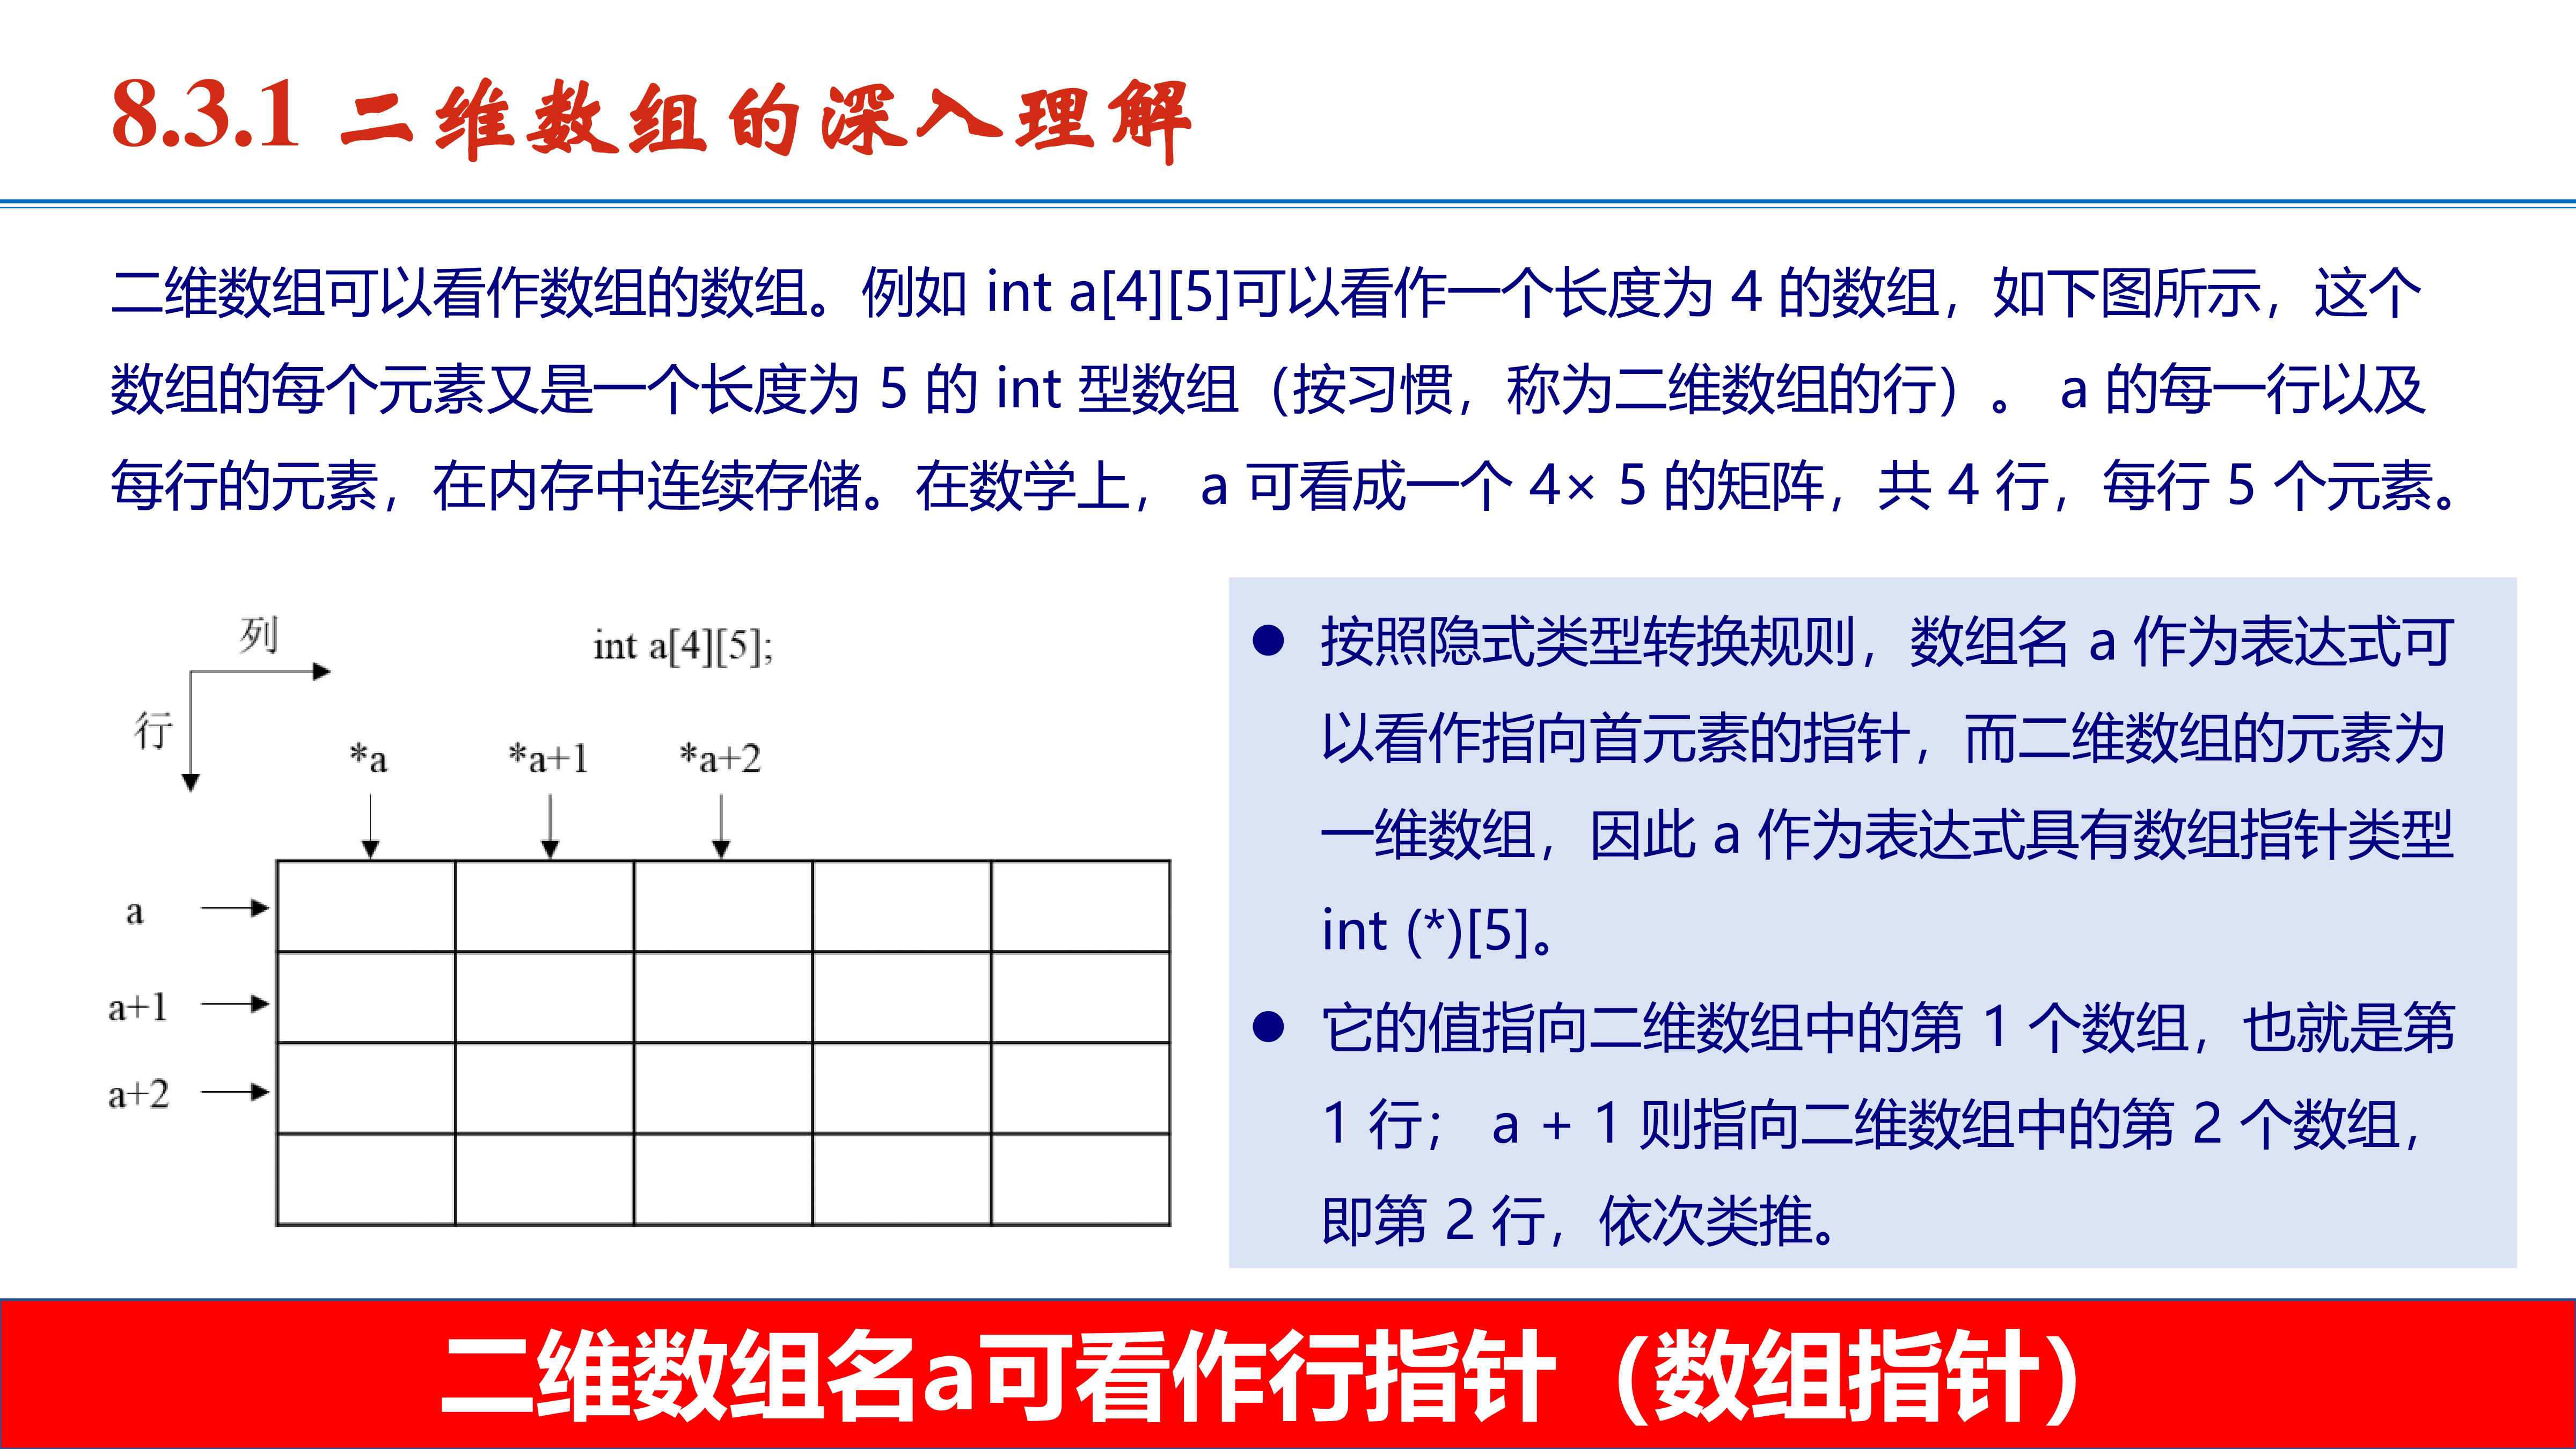 8.3.1 二维数组的深入理解
二维数组可以看作数组的数组。例如 int a[4][5]可以看作一个长度为 4 的数组，如下图所示，这个
数组的每个元素又是一个长度为 5 的 int 型数组（按习惯，称为二维数组的行）。 a 的每一行以及
每行的元素，在内存中连续存储。在数学上， a 可看成一个 4× 5 的矩阵，共 4 行，每行 5 个元素。
列
int a[4][5];
行
*a *a+1 *a+2
a
a+1
a+2
● 按照隐式类型转换规则，数组名 a 作为表达式可
以看作指向首元素的指针，而二维数组的元素为
一维数组，因此 a 作为表达式具有数组指针类型
int (*)[5]。
● 它的值指向二维数组中的第 1 个数组，也就是第
1 行； a + 1 则指向二维数组中的第 2 个数组，
即第 2 行，依次类推。
二维数组名a可看作行指针（数组指针）